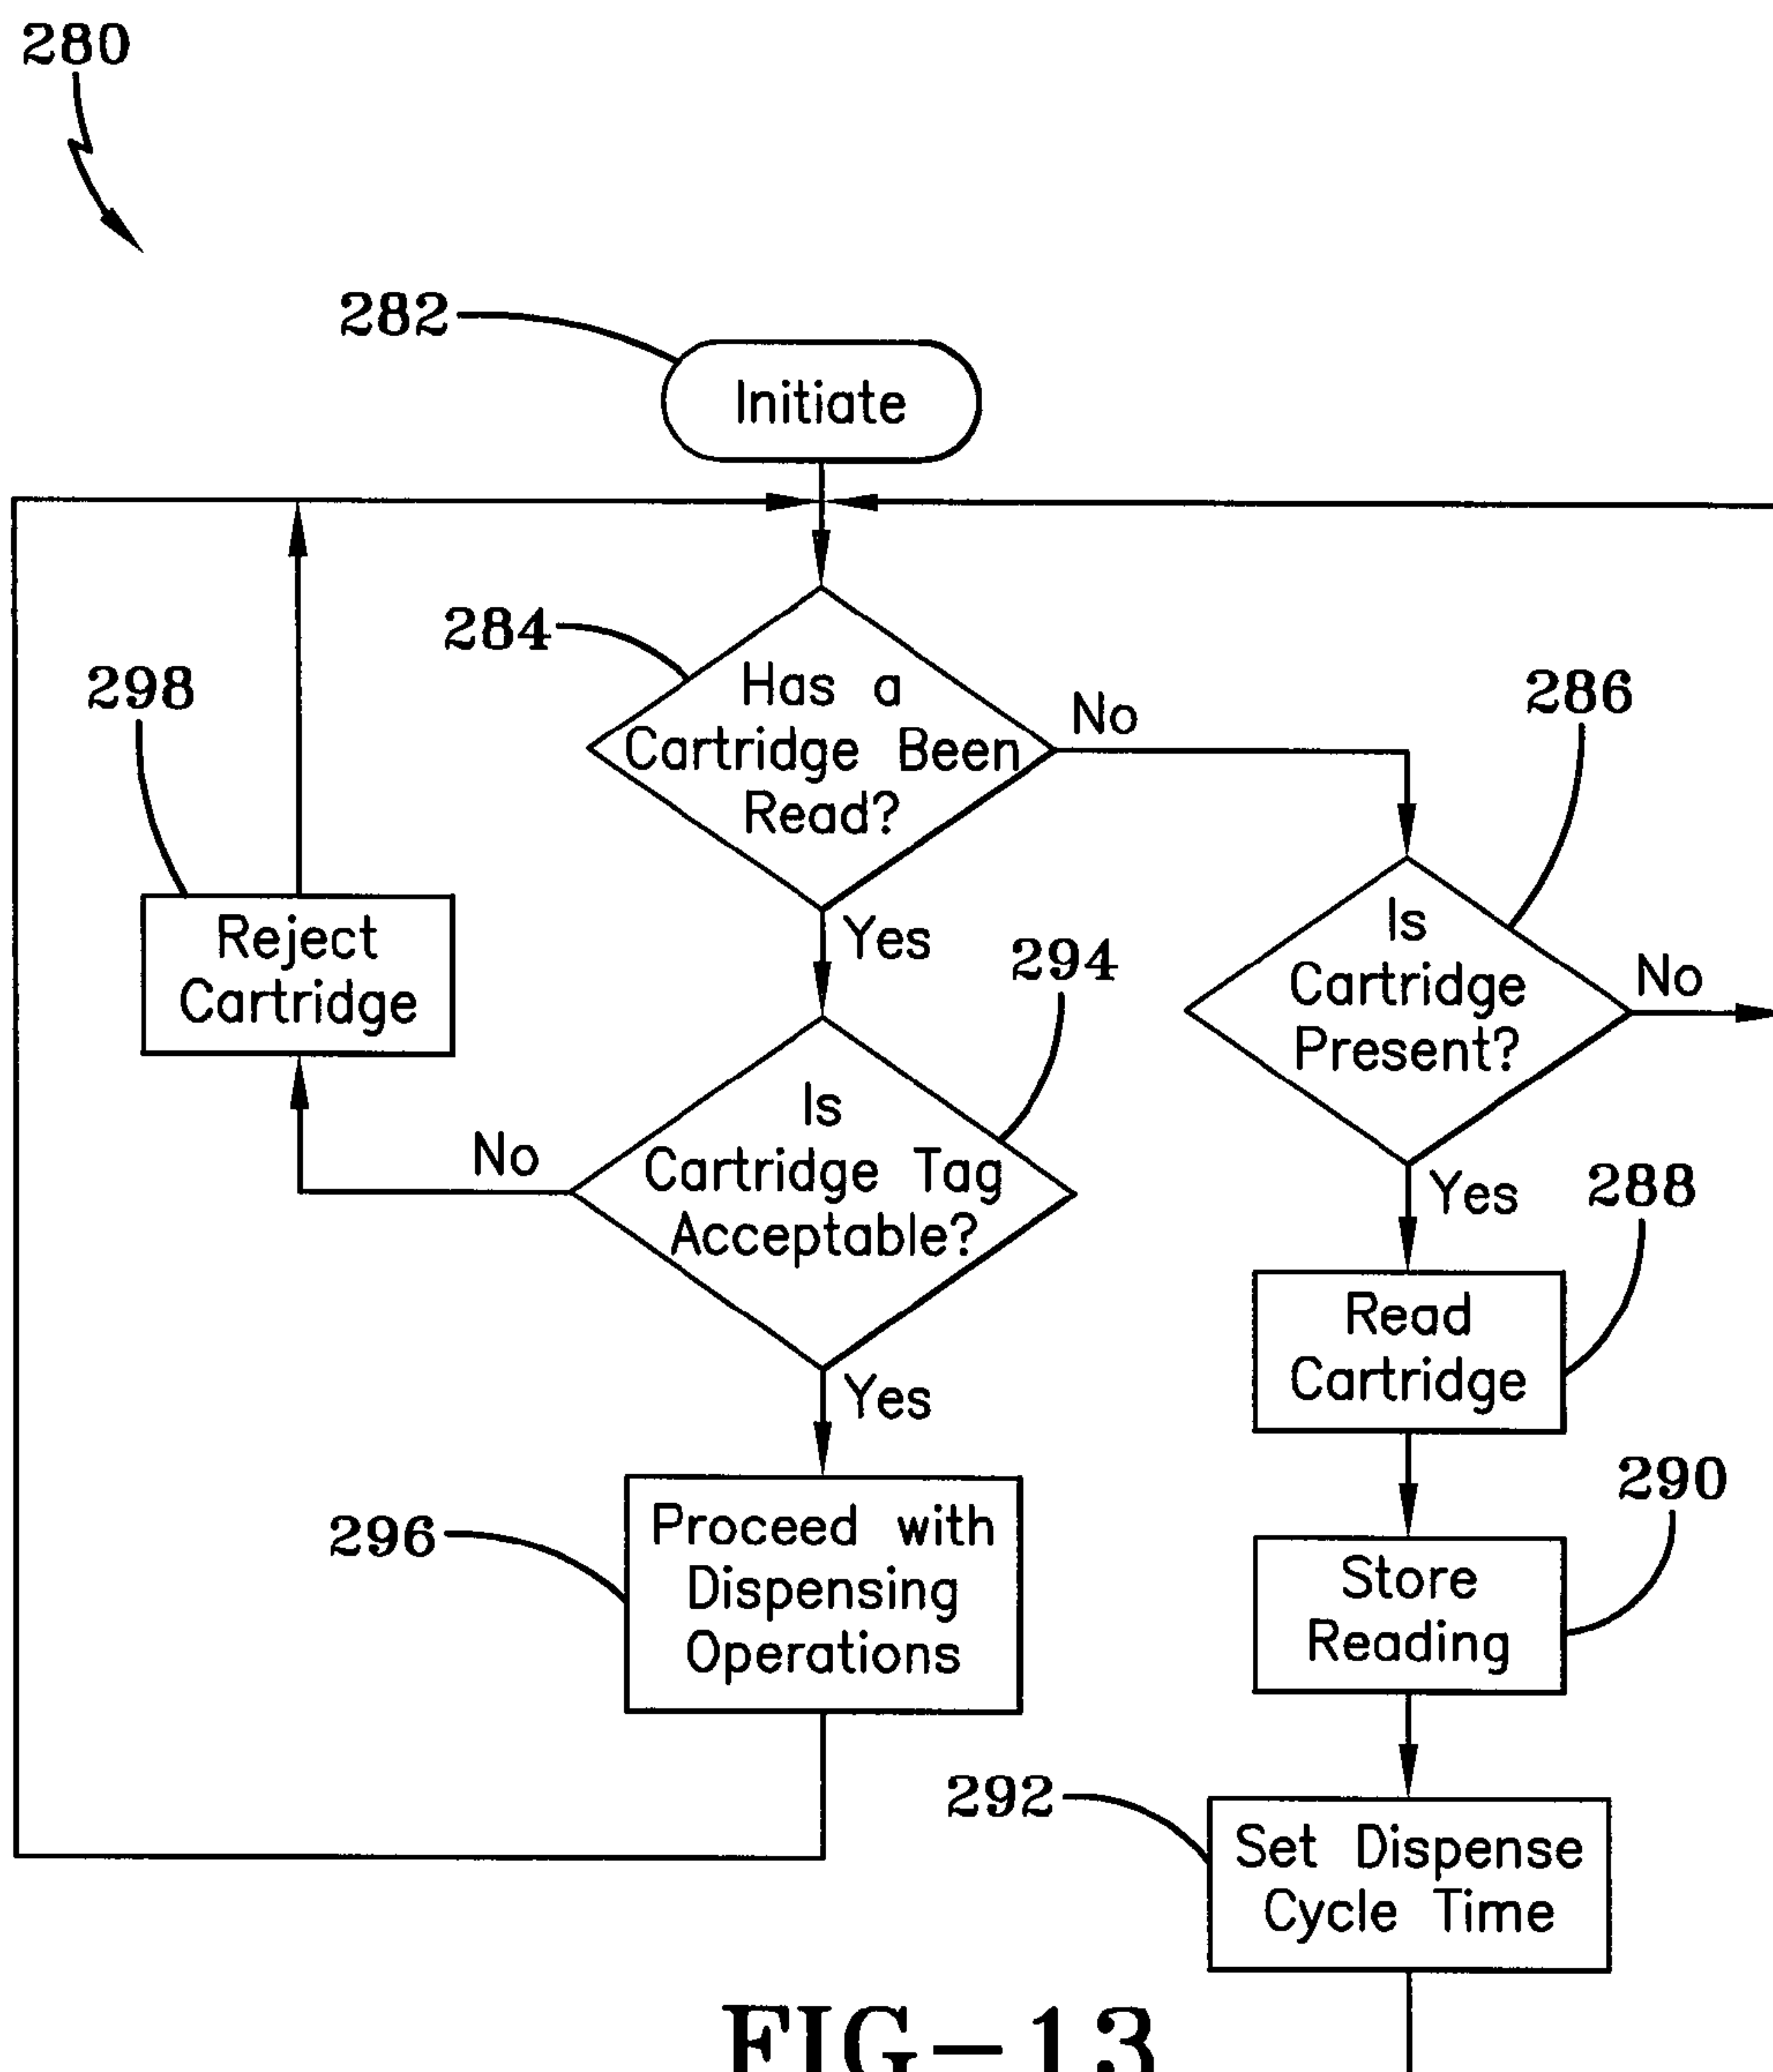 280
282
Initiate
284
Has a
Cartridge Been
Read?
No
286
298
Reject
Cartridge
Yes
294
Is
Cartridge
Present?
No
Is
Cartridge Tag
Acceptable?
No
Yes
288
Read
Cartridge
Yes
290
296
Proceed with
Dispensing
Operations
Store
Reading
292
Set Dispense
Cycle Time
FIG-13